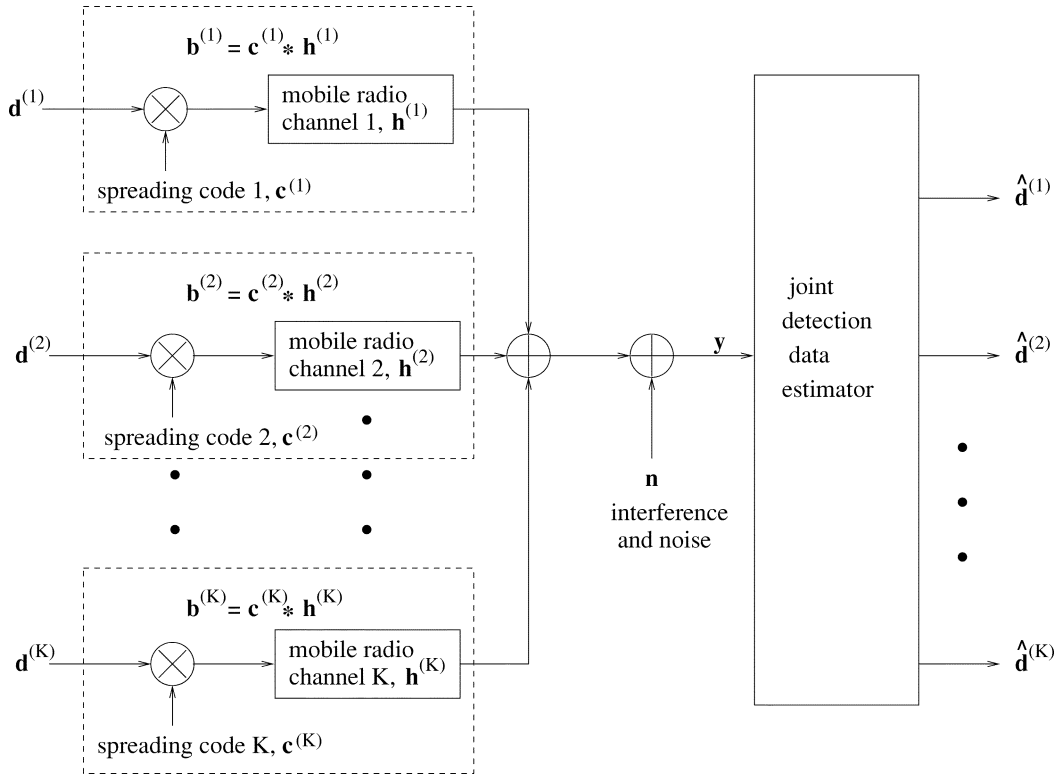 b^(1) = c^(1) * h^(1)
d^(1)
mobile radio
channel 1, h^(1)
spreading code 1, c^(1)
d̂^(1)
b^(2) = c^(2) * h^(2)
d^(2)
mobile radio
channel 2, h^(2)
spreading code 2, c^(2)
y
n
interference
and noise
joint
detection
data
estimator
d̂^(2)
b^(K) = c^(K) * h^(K)
d^(K)
mobile radio
channel K, h^(K)
spreading code K, c^(K)
d̂^(K)